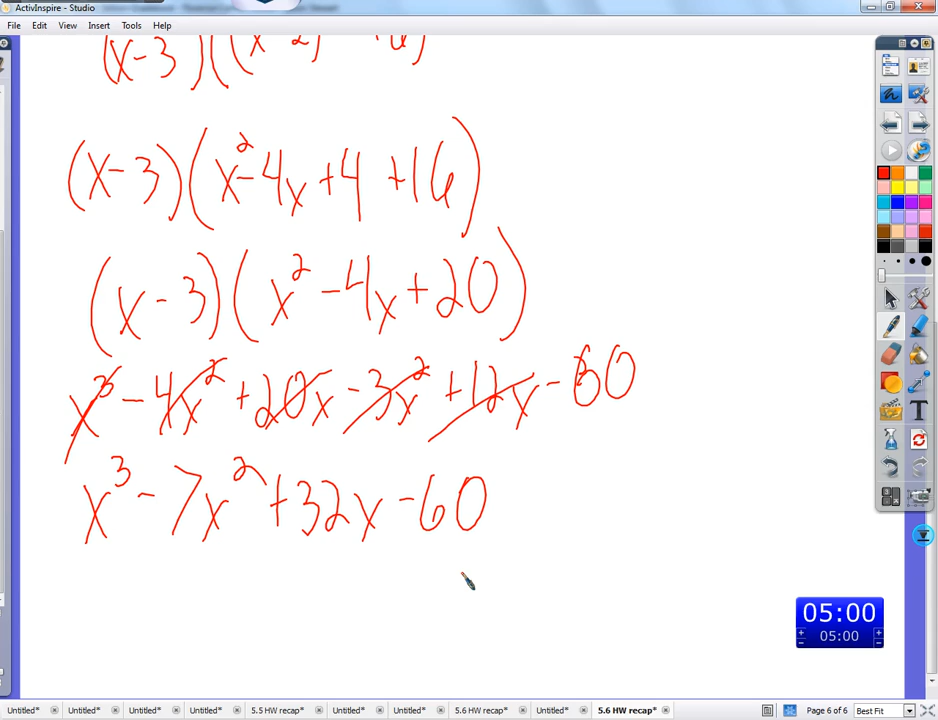 ActivInspire - Studio
File Edit View Insert Tools Help
(x-3)((x-2)
(x-3)(x²-4x+4+16)
(x-3)(x²-4x+20)
x³-4x²+20x-3x²+12x-60
x³-7x²+32x-60
05:00
05:00
Untitled* Untitled* Untitled* Untitled* 5.5 HW recap* Untitled* Untitled* 5.6 HW recap* Untitled* 5.6 HW recap* Page 6 of 6 Best Fit